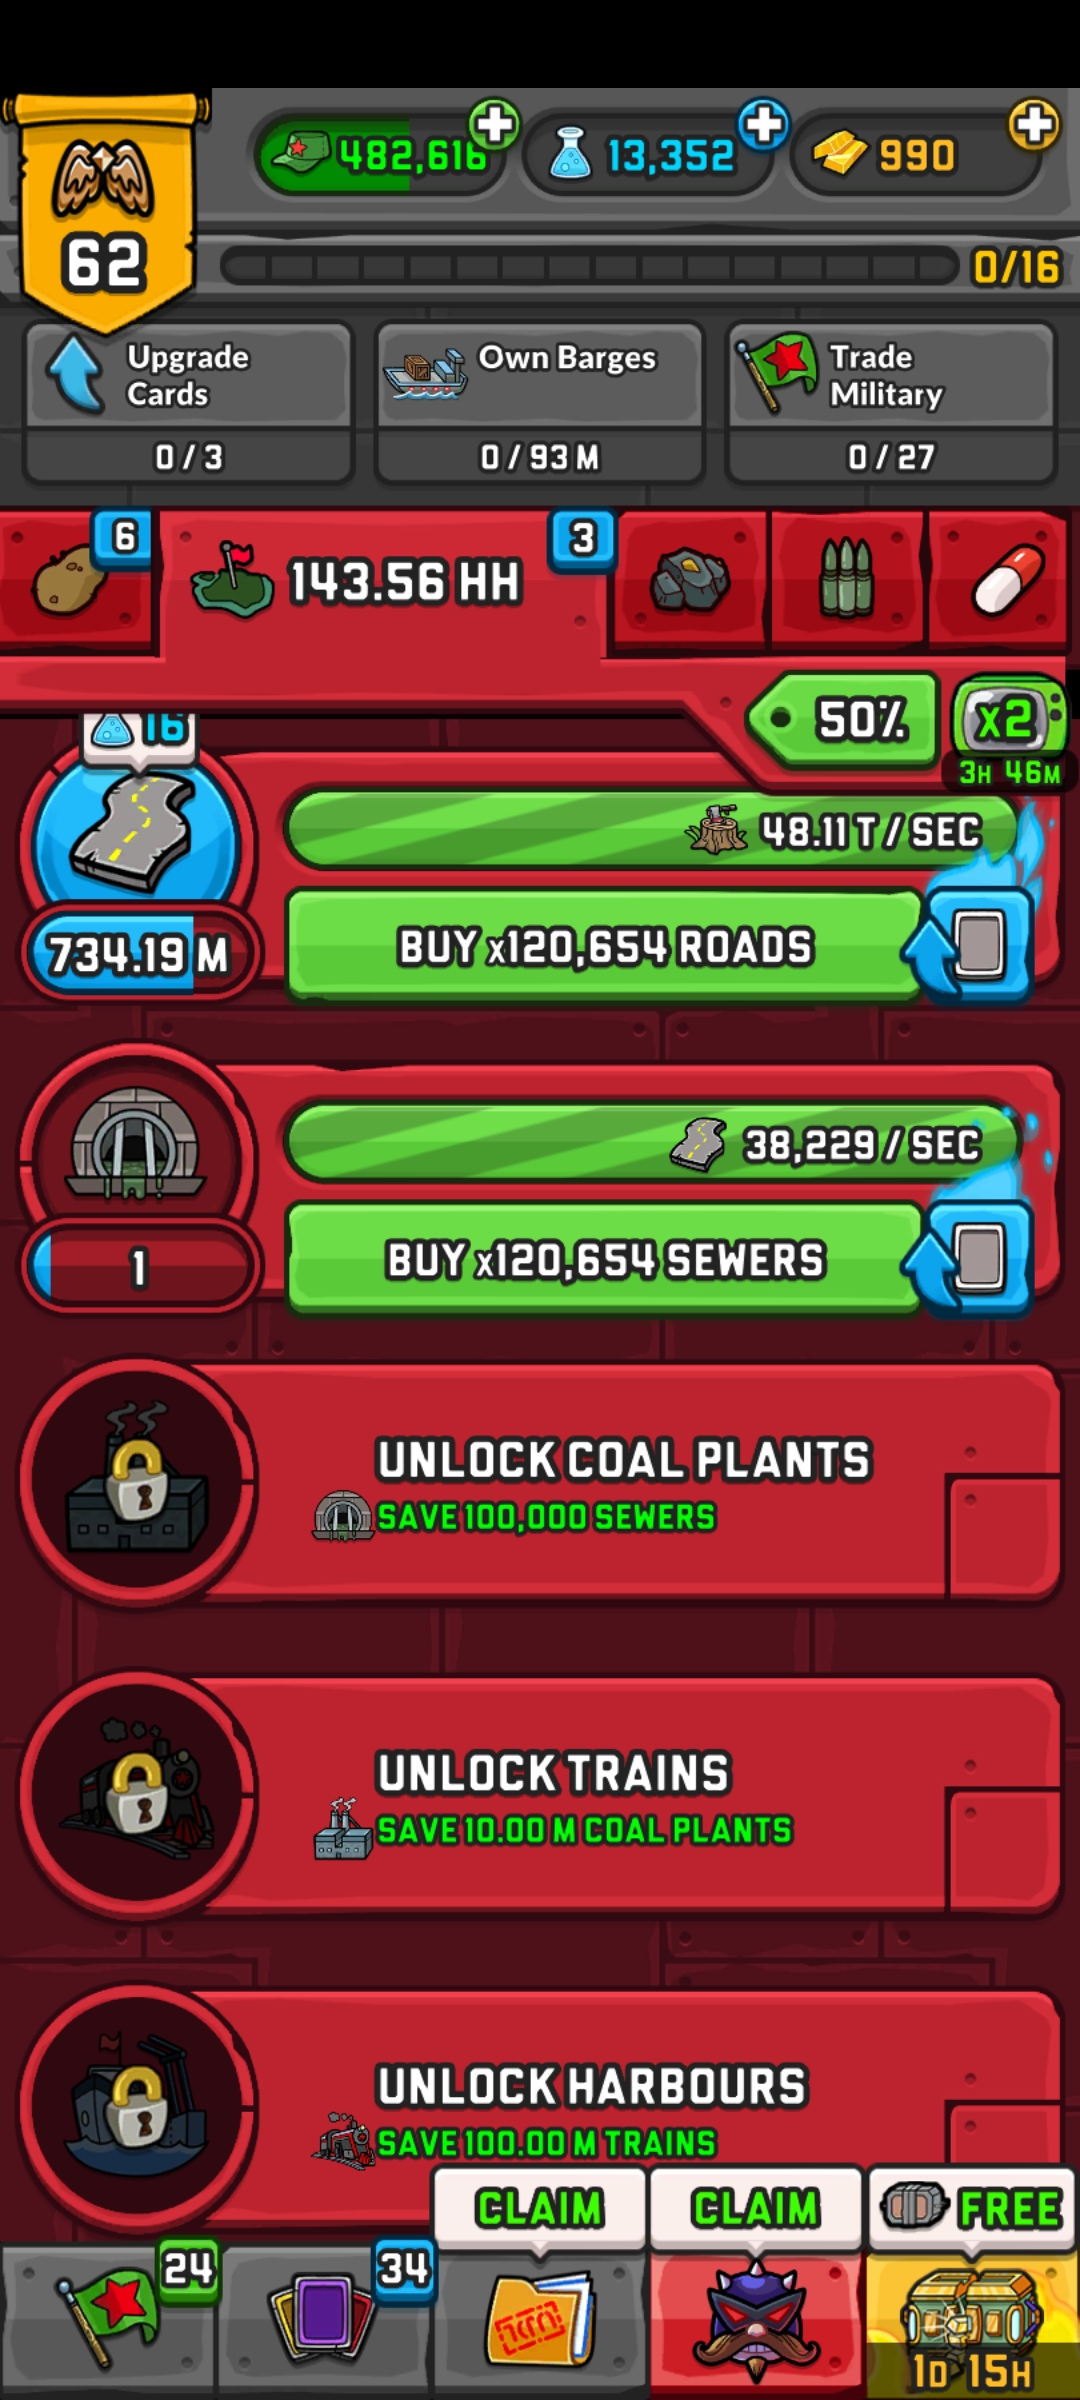 482,616
13,352
990
62
0/16
Upgrade
Cards
0 / 3
Own Barges
0 / 93 M
Trade
Military
0 / 27
6
143.56 HH
3
50%
x2
3H 46M
16
48.11 T / SEC
734.19 M
BUY x120,654 ROADS
38,229 / SEC
1
BUY x120,654 SEWERS
UNLOCK COAL PLANTS
SAVE 100,000 SEWERS
UNLOCK TRAINS
SAVE 10.00 M COAL PLANTS
UNLOCK HARBOURS
SAVE 100.00 M TRAINS
CLAIM
CLAIM
FREE
24
34
1D 15H